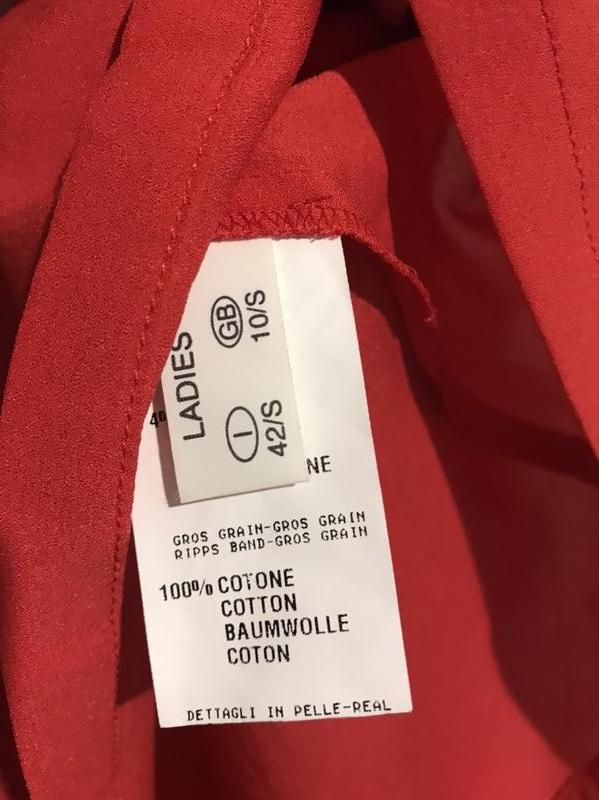 LADIES
GB
10/S
I
42/S
4
NE
GROS GRAIN-GROS GRAIN
RIPPS BAND-GROS GRAIN
100% COTONE
COTTON
BAUMWOLLE
COTON
DETTAGLI IN PELLE-REAL